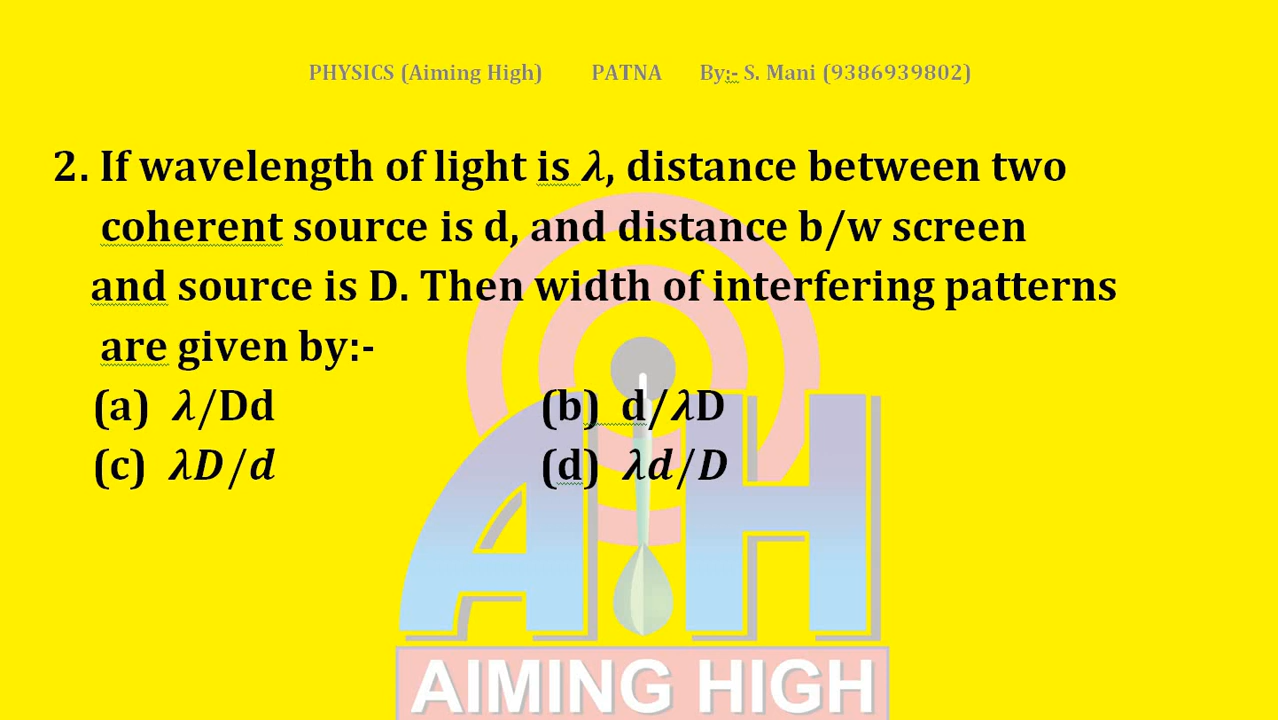 PHYSICS (Aiming High) PATNA By:- S. Mani (9386939802)
2. If wavelength of light is λ, distance between two
coherent source is d, and distance b/w screen
and source is D. Then width of interfering patterns
are given by:-
(a) λ/Dd (b) d/λD
(c) λD/d (d) λd/D
AH
AIMING HIGH